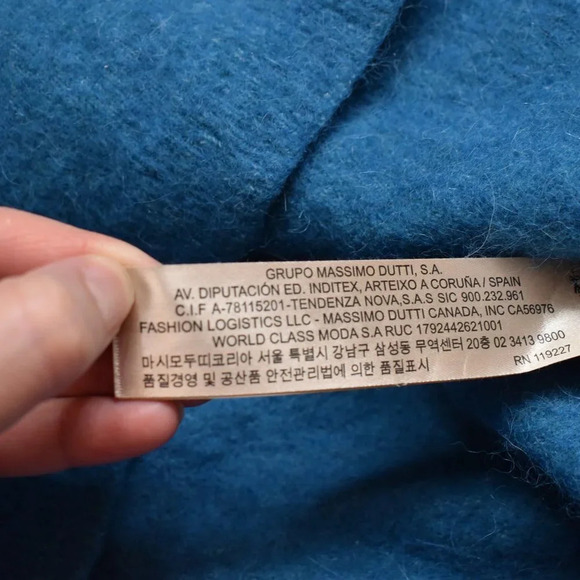 GRUPO MASSIMO DUTTI, S.A.
AV. DIPUTACIÓN ED. INDITEX, ARTEIXO A CORUÑA / SPAIN
C.I.F A-78115201-TENDENZA NOVA,S.A.S SIC 900.232.961
FASHION LOGISTICS LLC - MASSIMO DUTTI CANADA, INC CA56976
WORLD CLASS MODA S.A RUC 1792442621001
마시모두띠코리아 서울 특별시 강남구 삼성동 무역센터 20층 02 3413 9800
품질경영 및 공산품 안전관리법에 의한 품질표시
RN 119227